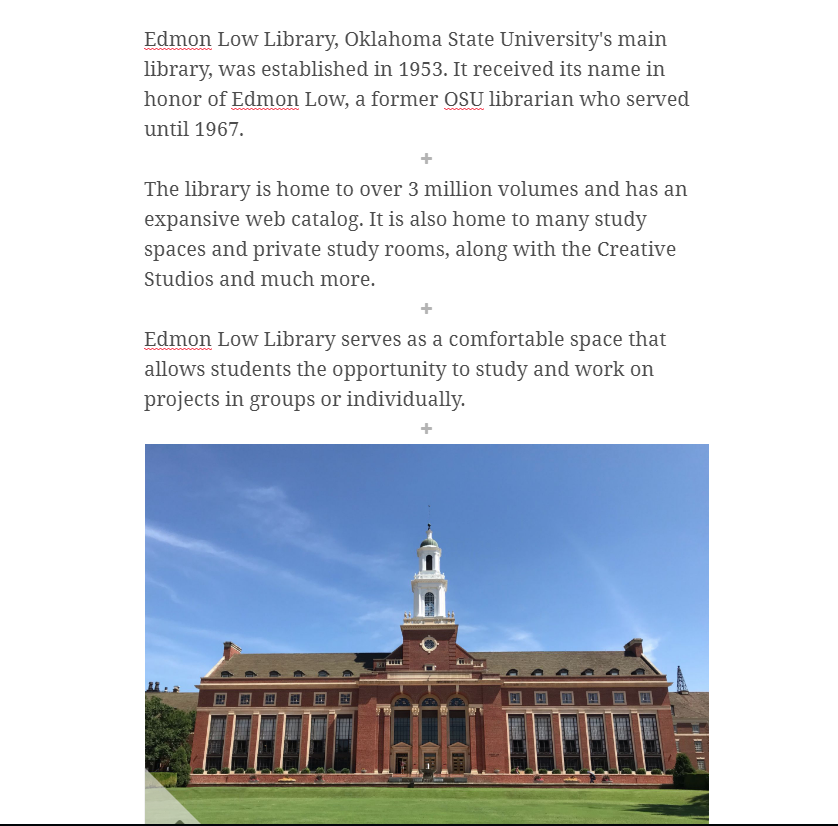 Edmon Low Library, Oklahoma State University's main
library, was established in 1953. It received its name in
honor of Edmon Low, a former OSU librarian who served
until 1967.
The library is home to over 3 million volumes and has an
expansive web catalog. It is also home to many study
spaces and private study rooms, along with the Creative
Studios and much more.
Edmon Low Library serves as a comfortable space that
allows students the opportunity to study and work on
projects in groups or individually.